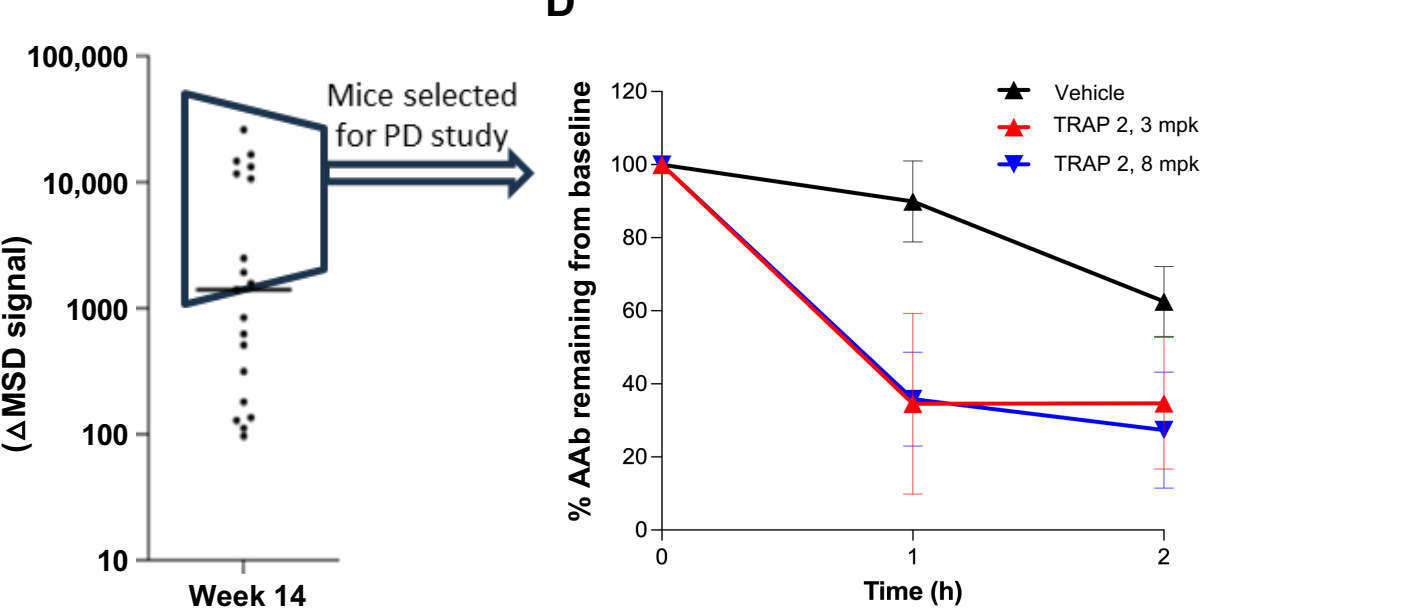 D
100,000
10,000
1000
100
10
(△MSD signal)
Week 14
Mice selected
for PD study
120
100
80
60
40
20
0
% AAb remaining from baseline
0
1
2
Time (h)
Vehicle
TRAP 2, 3 mpk
TRAP 2, 8 mpk